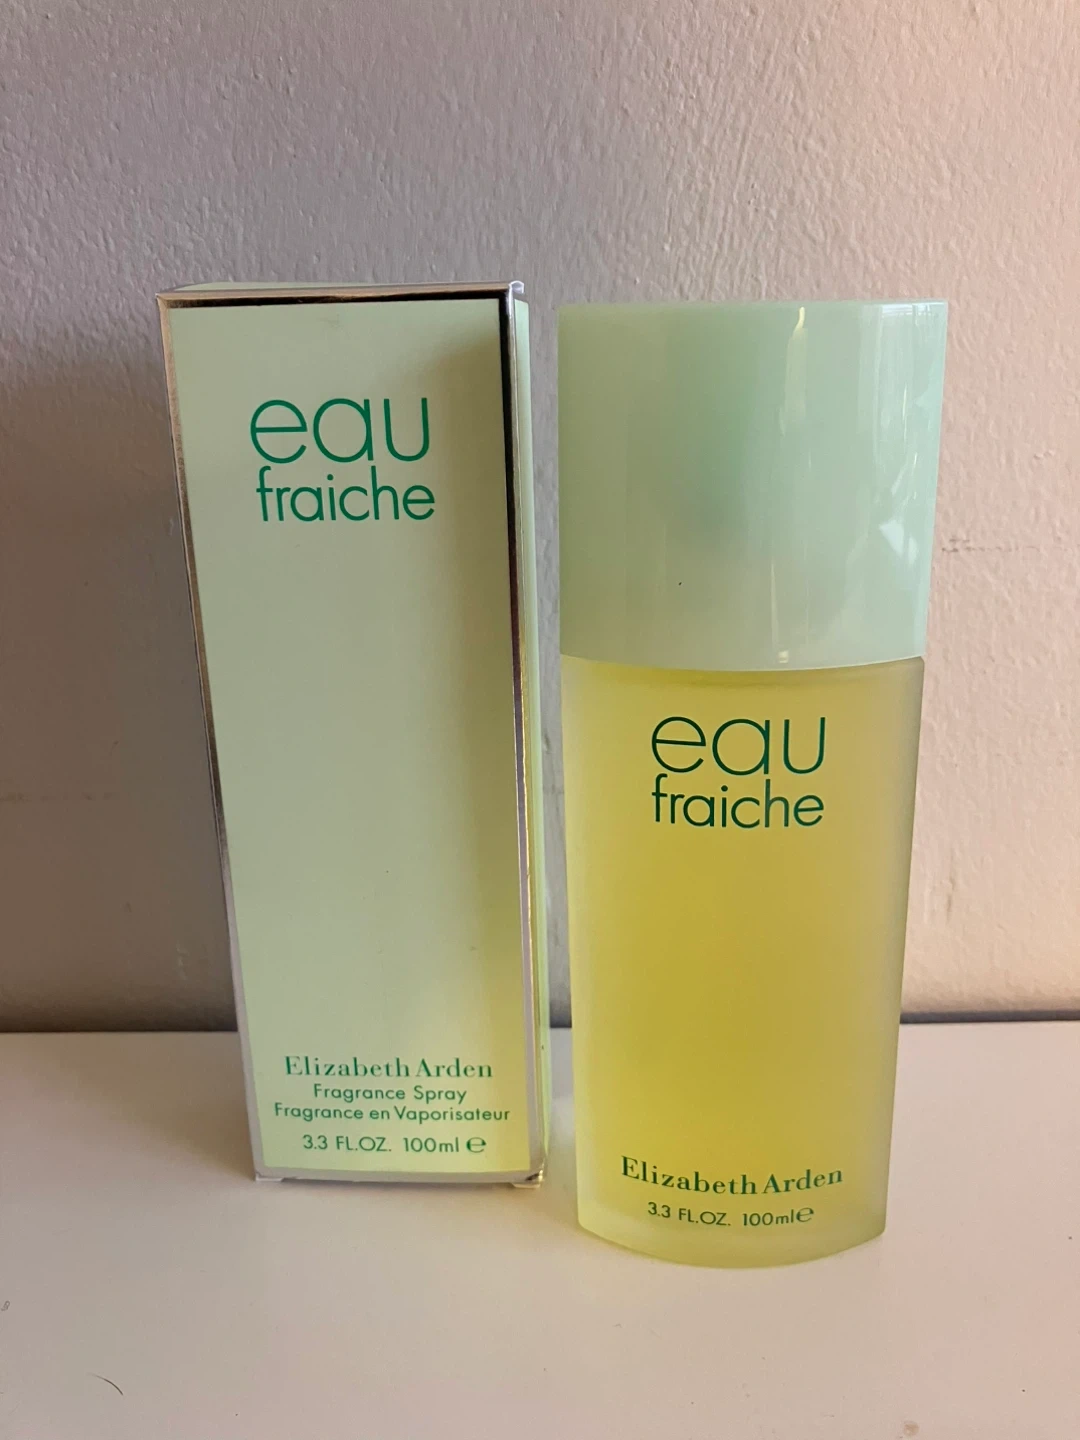 eau
fraiche
Elizabeth Arden
Fragrance Spray
Fragrance en Vaporisateur
3.3 FL.OZ. 100ml ℮
eau
fraiche
Elizabeth Arden
3.3 FL.OZ. 100ml℮